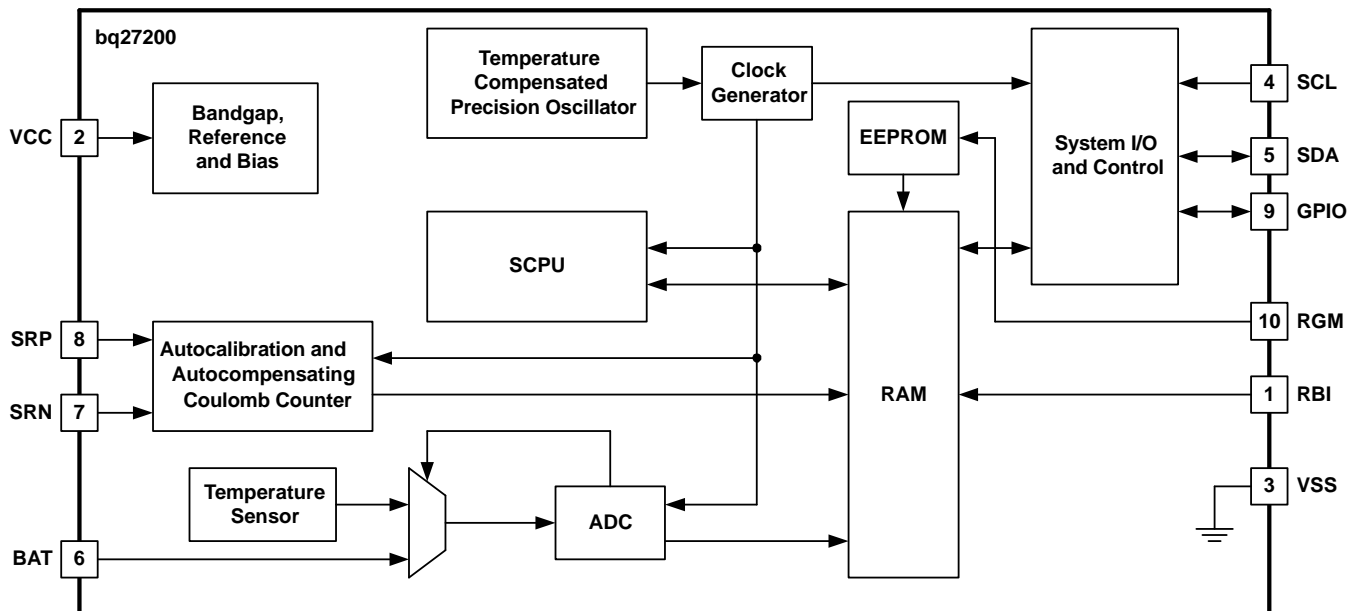 bq27200
Temperature
Compensated
Precision Oscillator
Clock
Generator
4
SCL
VCC
2
Bandgap,
Reference
and Bias
EEPROM
System I/O
and Control
5
SDA
9
GPIO
SCPU
10
RGM
SRP
8
Autocalibration and
Autocompensating
Coulomb Counter
SRN
7
RAM
1
RBI
Temperature
Sensor
ADC
3
VSS
BAT
6